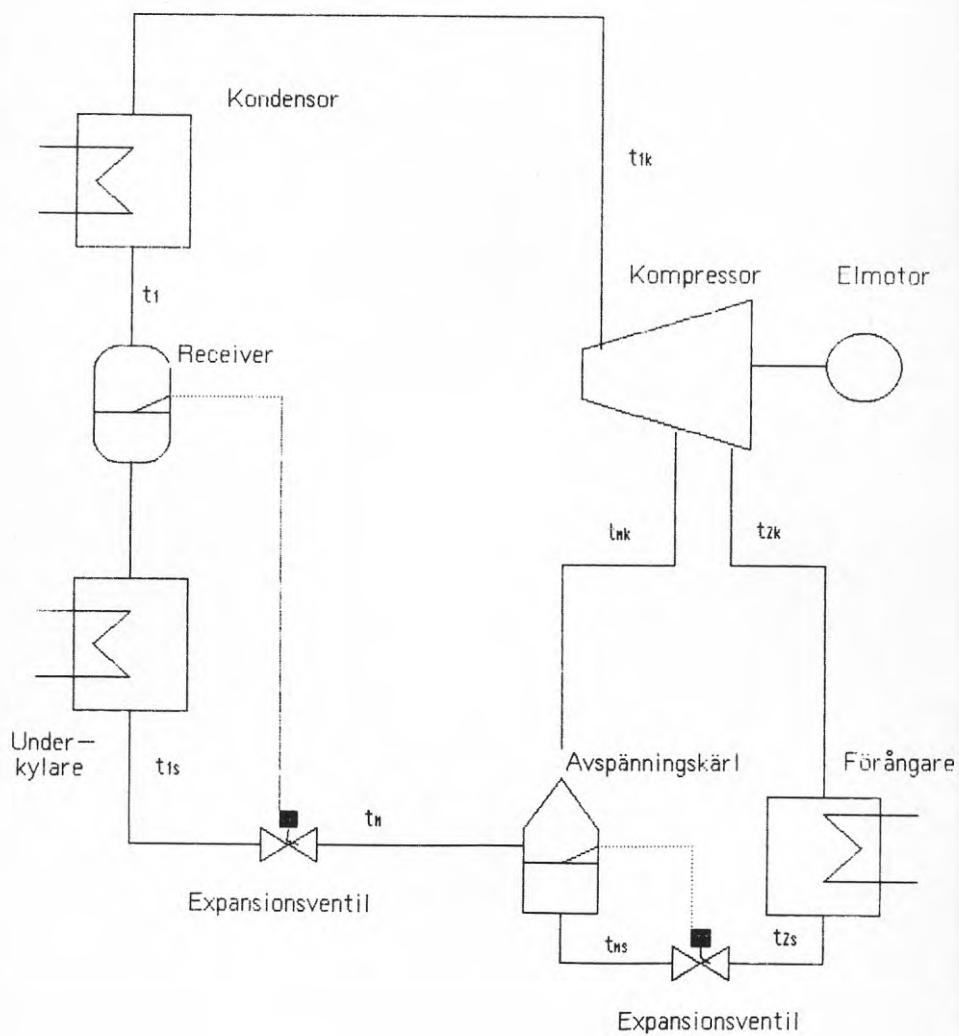 Kondensor
t1k
Kompressor
Elmotor
t1
Receiver
tMk
t2k
Under-
kylare
t1s
Avspänningskärl
Förångare
tM
Expansionsventil
tMs
t2s
Expansionsventil